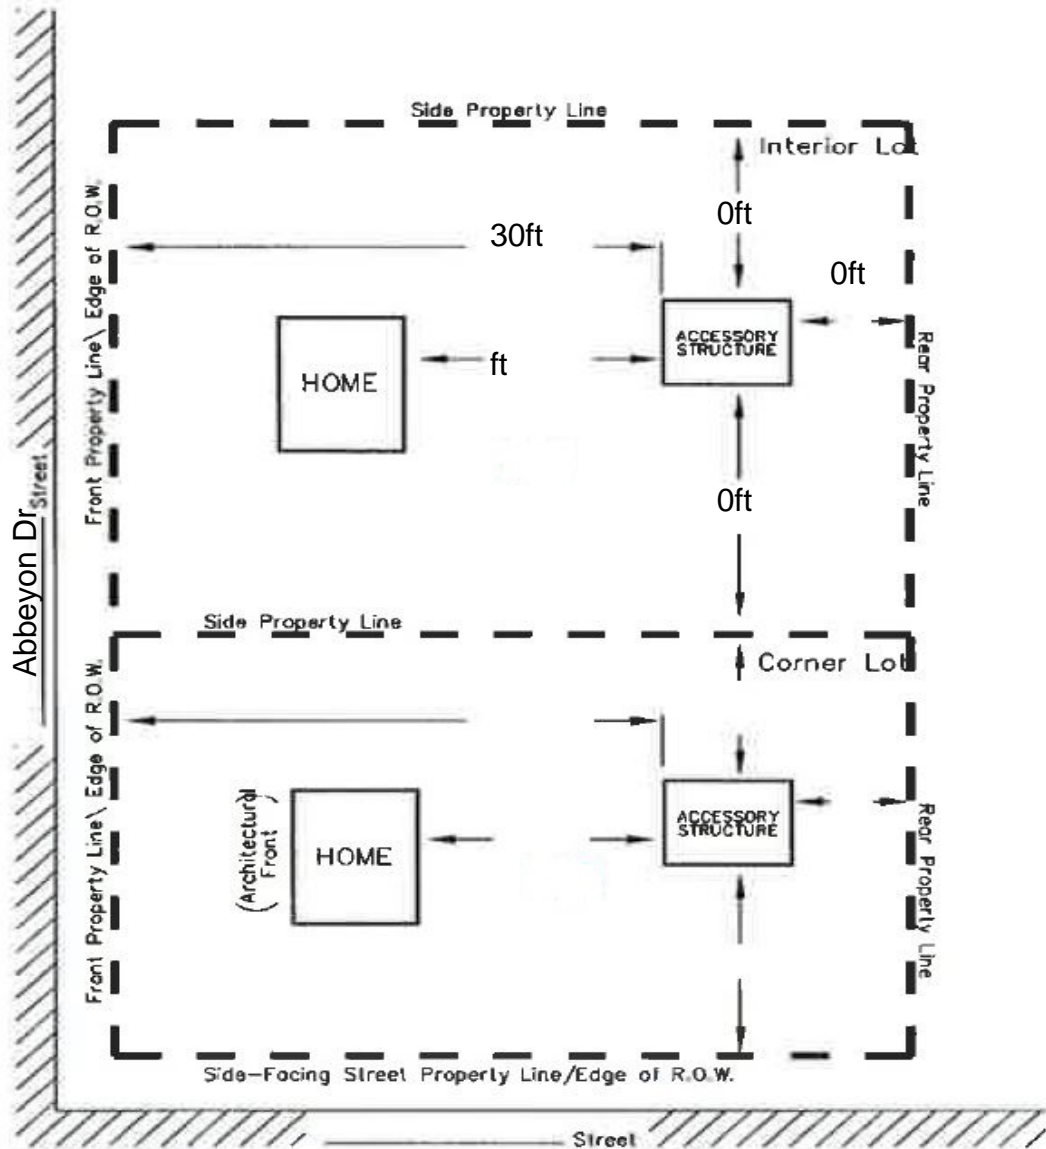 Side Property Line
Interior Lot
Front Property Line\ Edge of R.O.W.
30ft
0ft
0ft
ACCESSORY
STRUCTURE
HOME
ft
Rear Property Line
0ft
Street
Abbeyon Dr
Side Property Line
Corner Lot
Front Property Line\ Edge of R.O.W.
(Architectural
Front)
HOME
ACCESSORY
STRUCTURE
Rear Property Line
Side-Facing Street Property Line/Edge of R.O.W.
Street